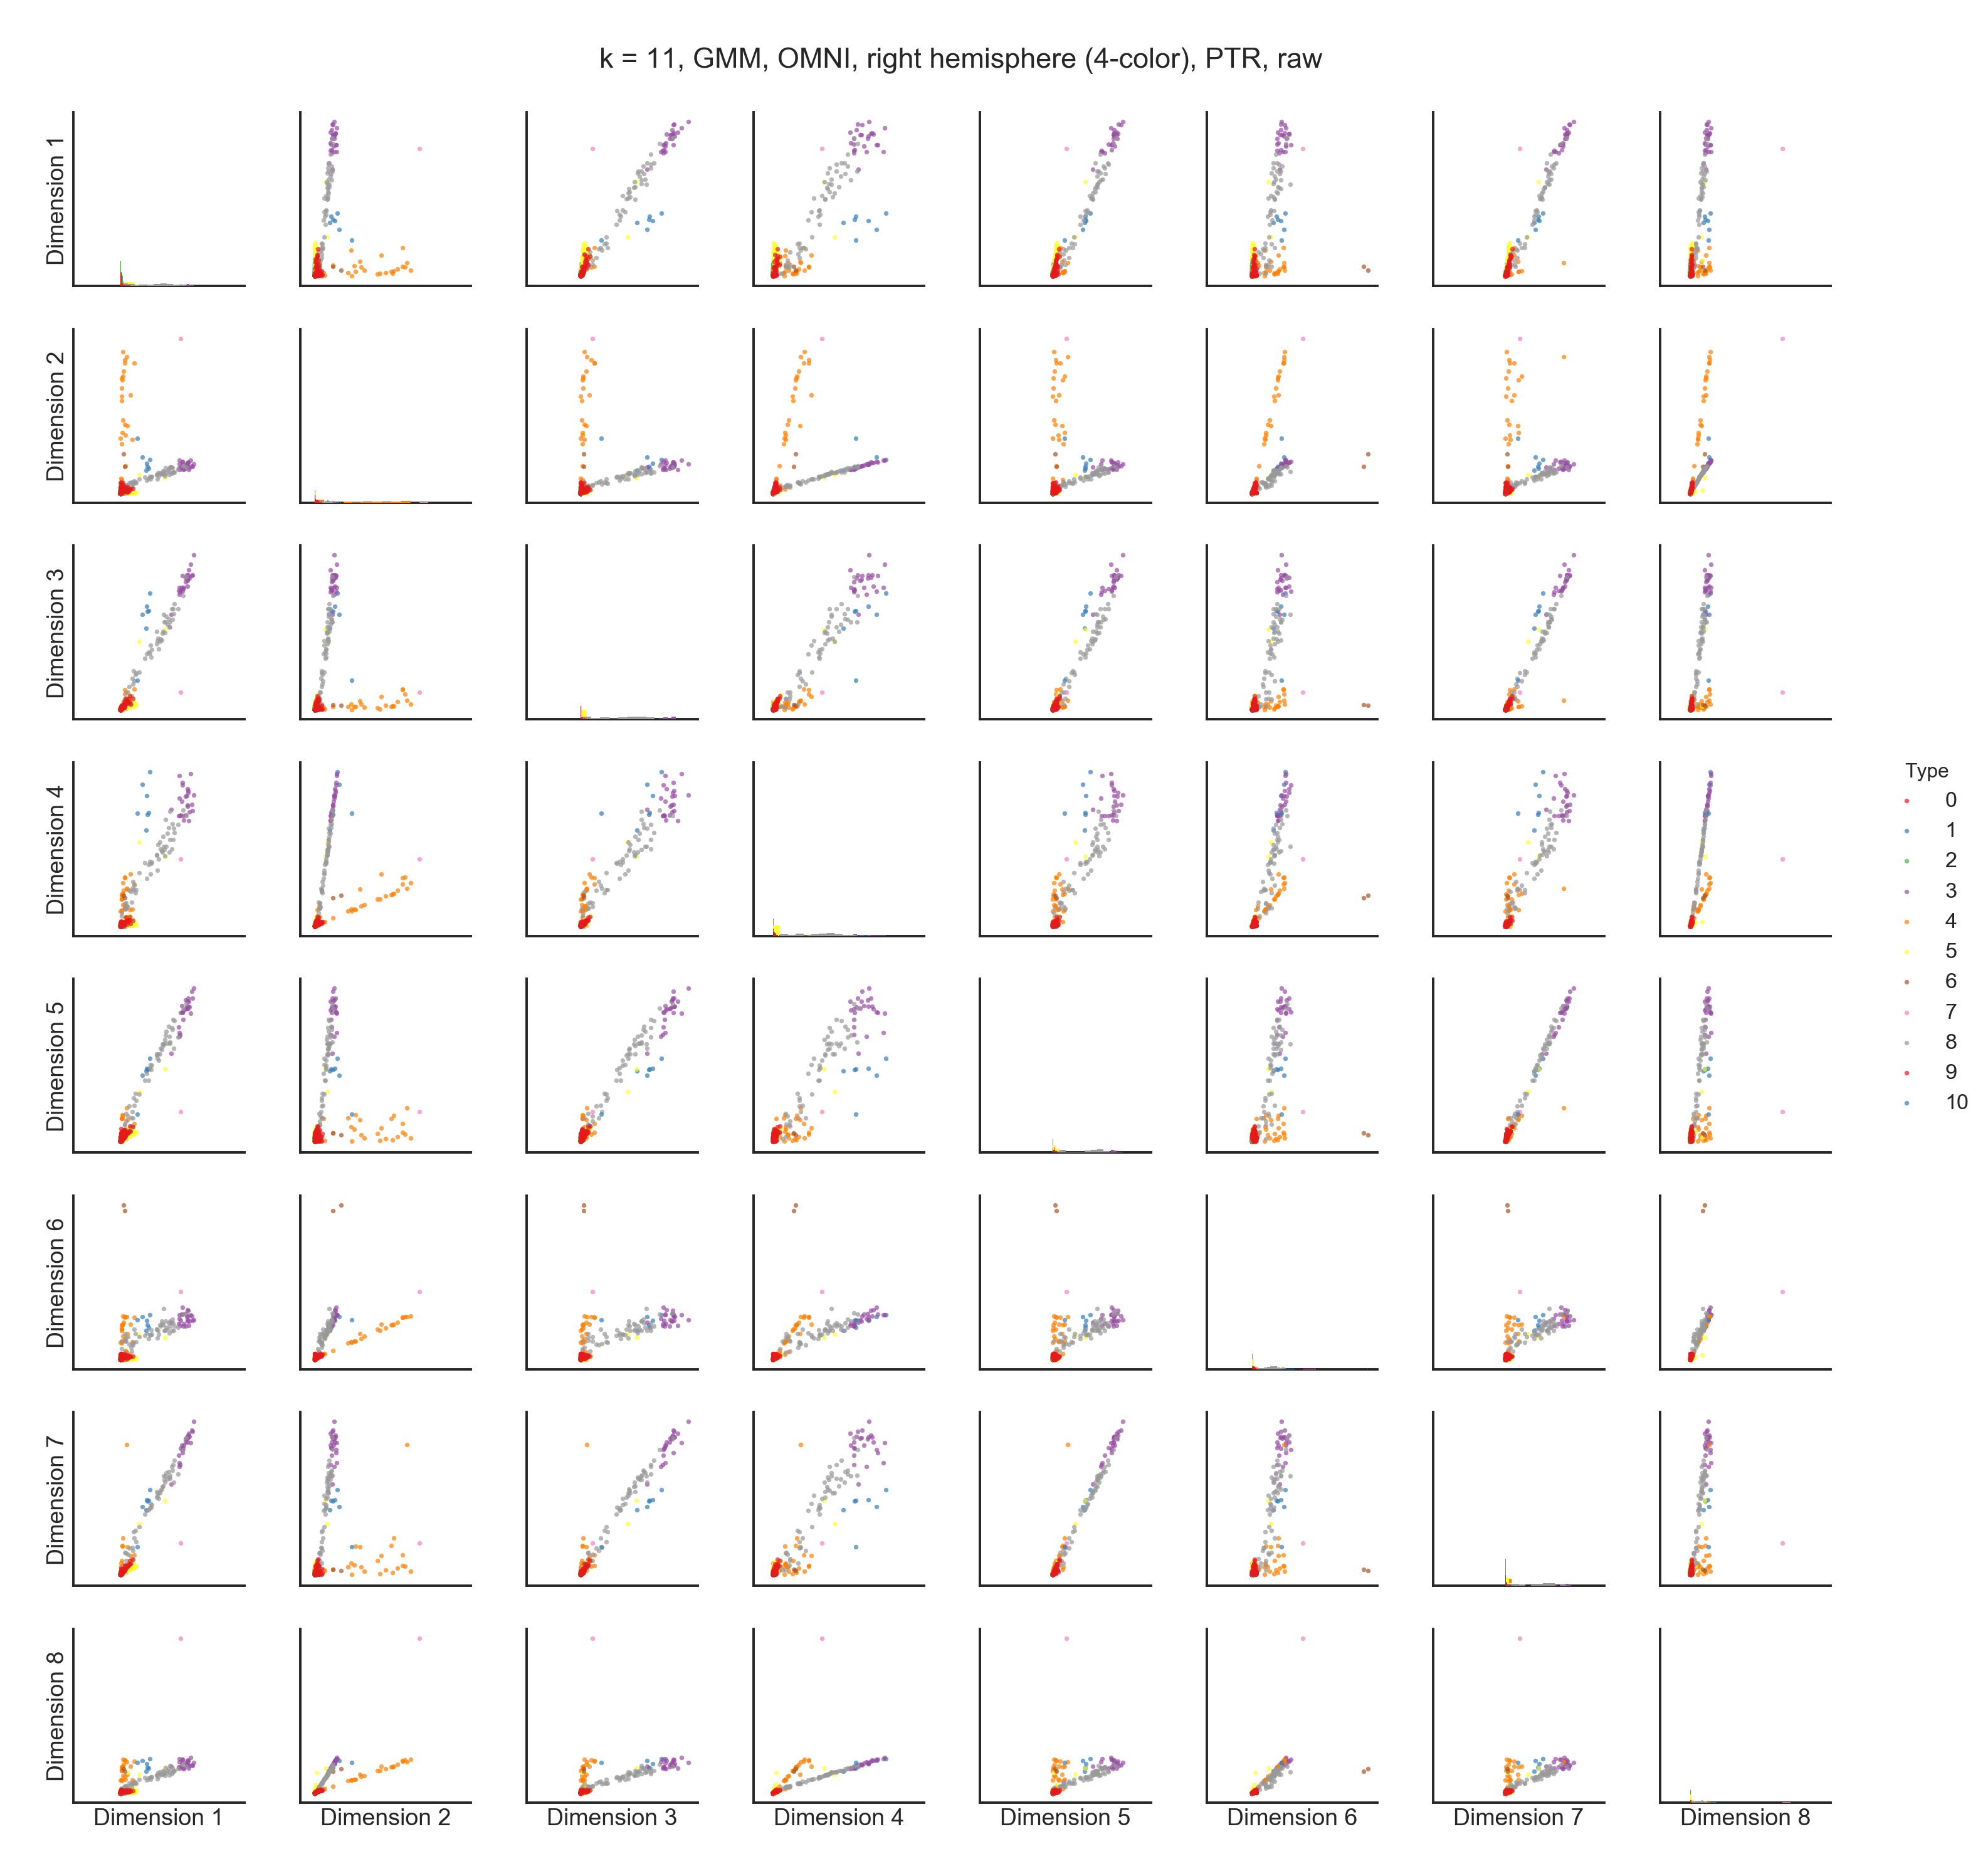 k = 11, GMM, OMNI, right hemisphere (4-color), PTR, raw
Dimension 1
Dimension 2
Dimension 3
Dimension 4
Dimension 5
Dimension 6
Dimension 7
Dimension 8
Type
0
1
2
3
4
5
6
7
8
9
10
Dimension 1
Dimension 2
Dimension 3
Dimension 4
Dimension 5
Dimension 6
Dimension 7
Dimension 8